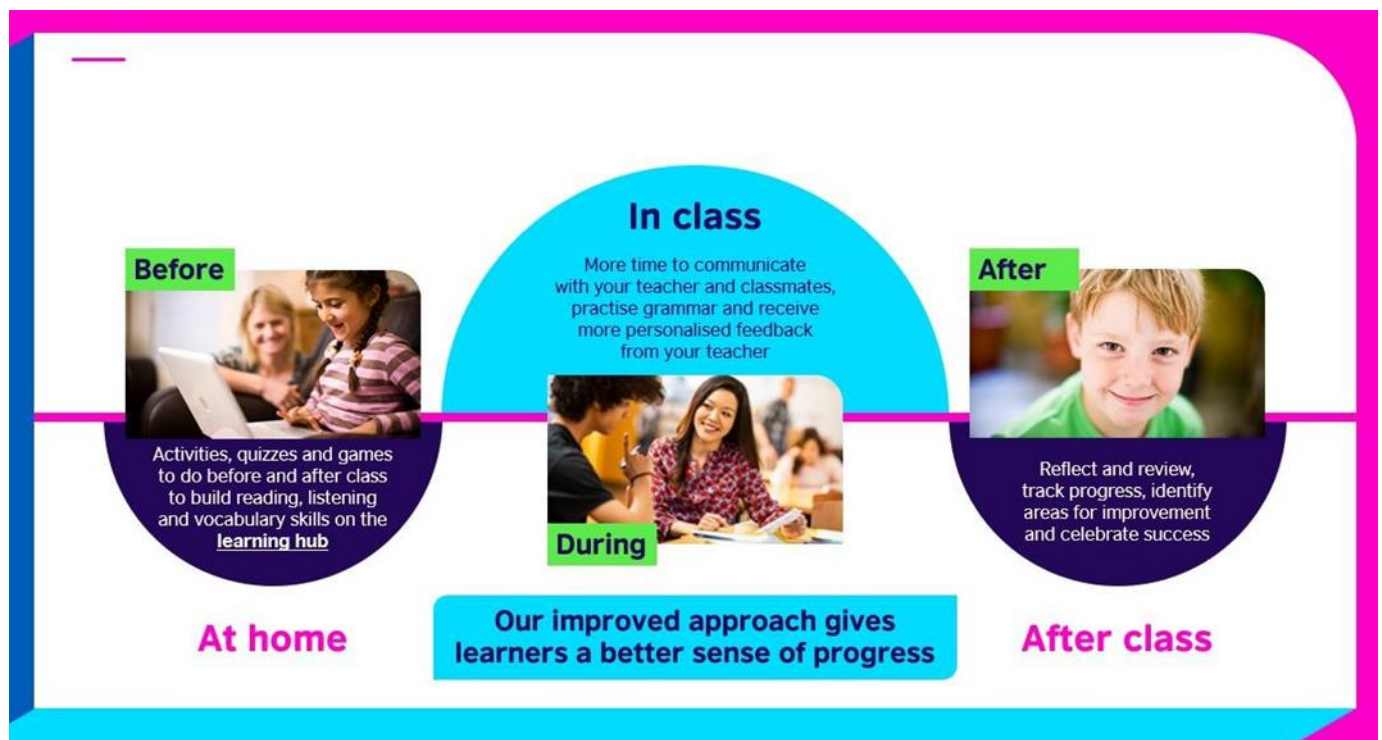 Before
Activities, quizzes and games
to do before and after class
to build reading, listening
and vocabulary skills on the
learning hub
At home
In class
More time to communicate
with your teacher and classmates,
practise grammar and receive
more personalised feedback
from your teacher
During
Our improved approach gives
learners a better sense of progress
After
Reflect and review,
track progress, identify
areas for improvement
and celebrate success
After class